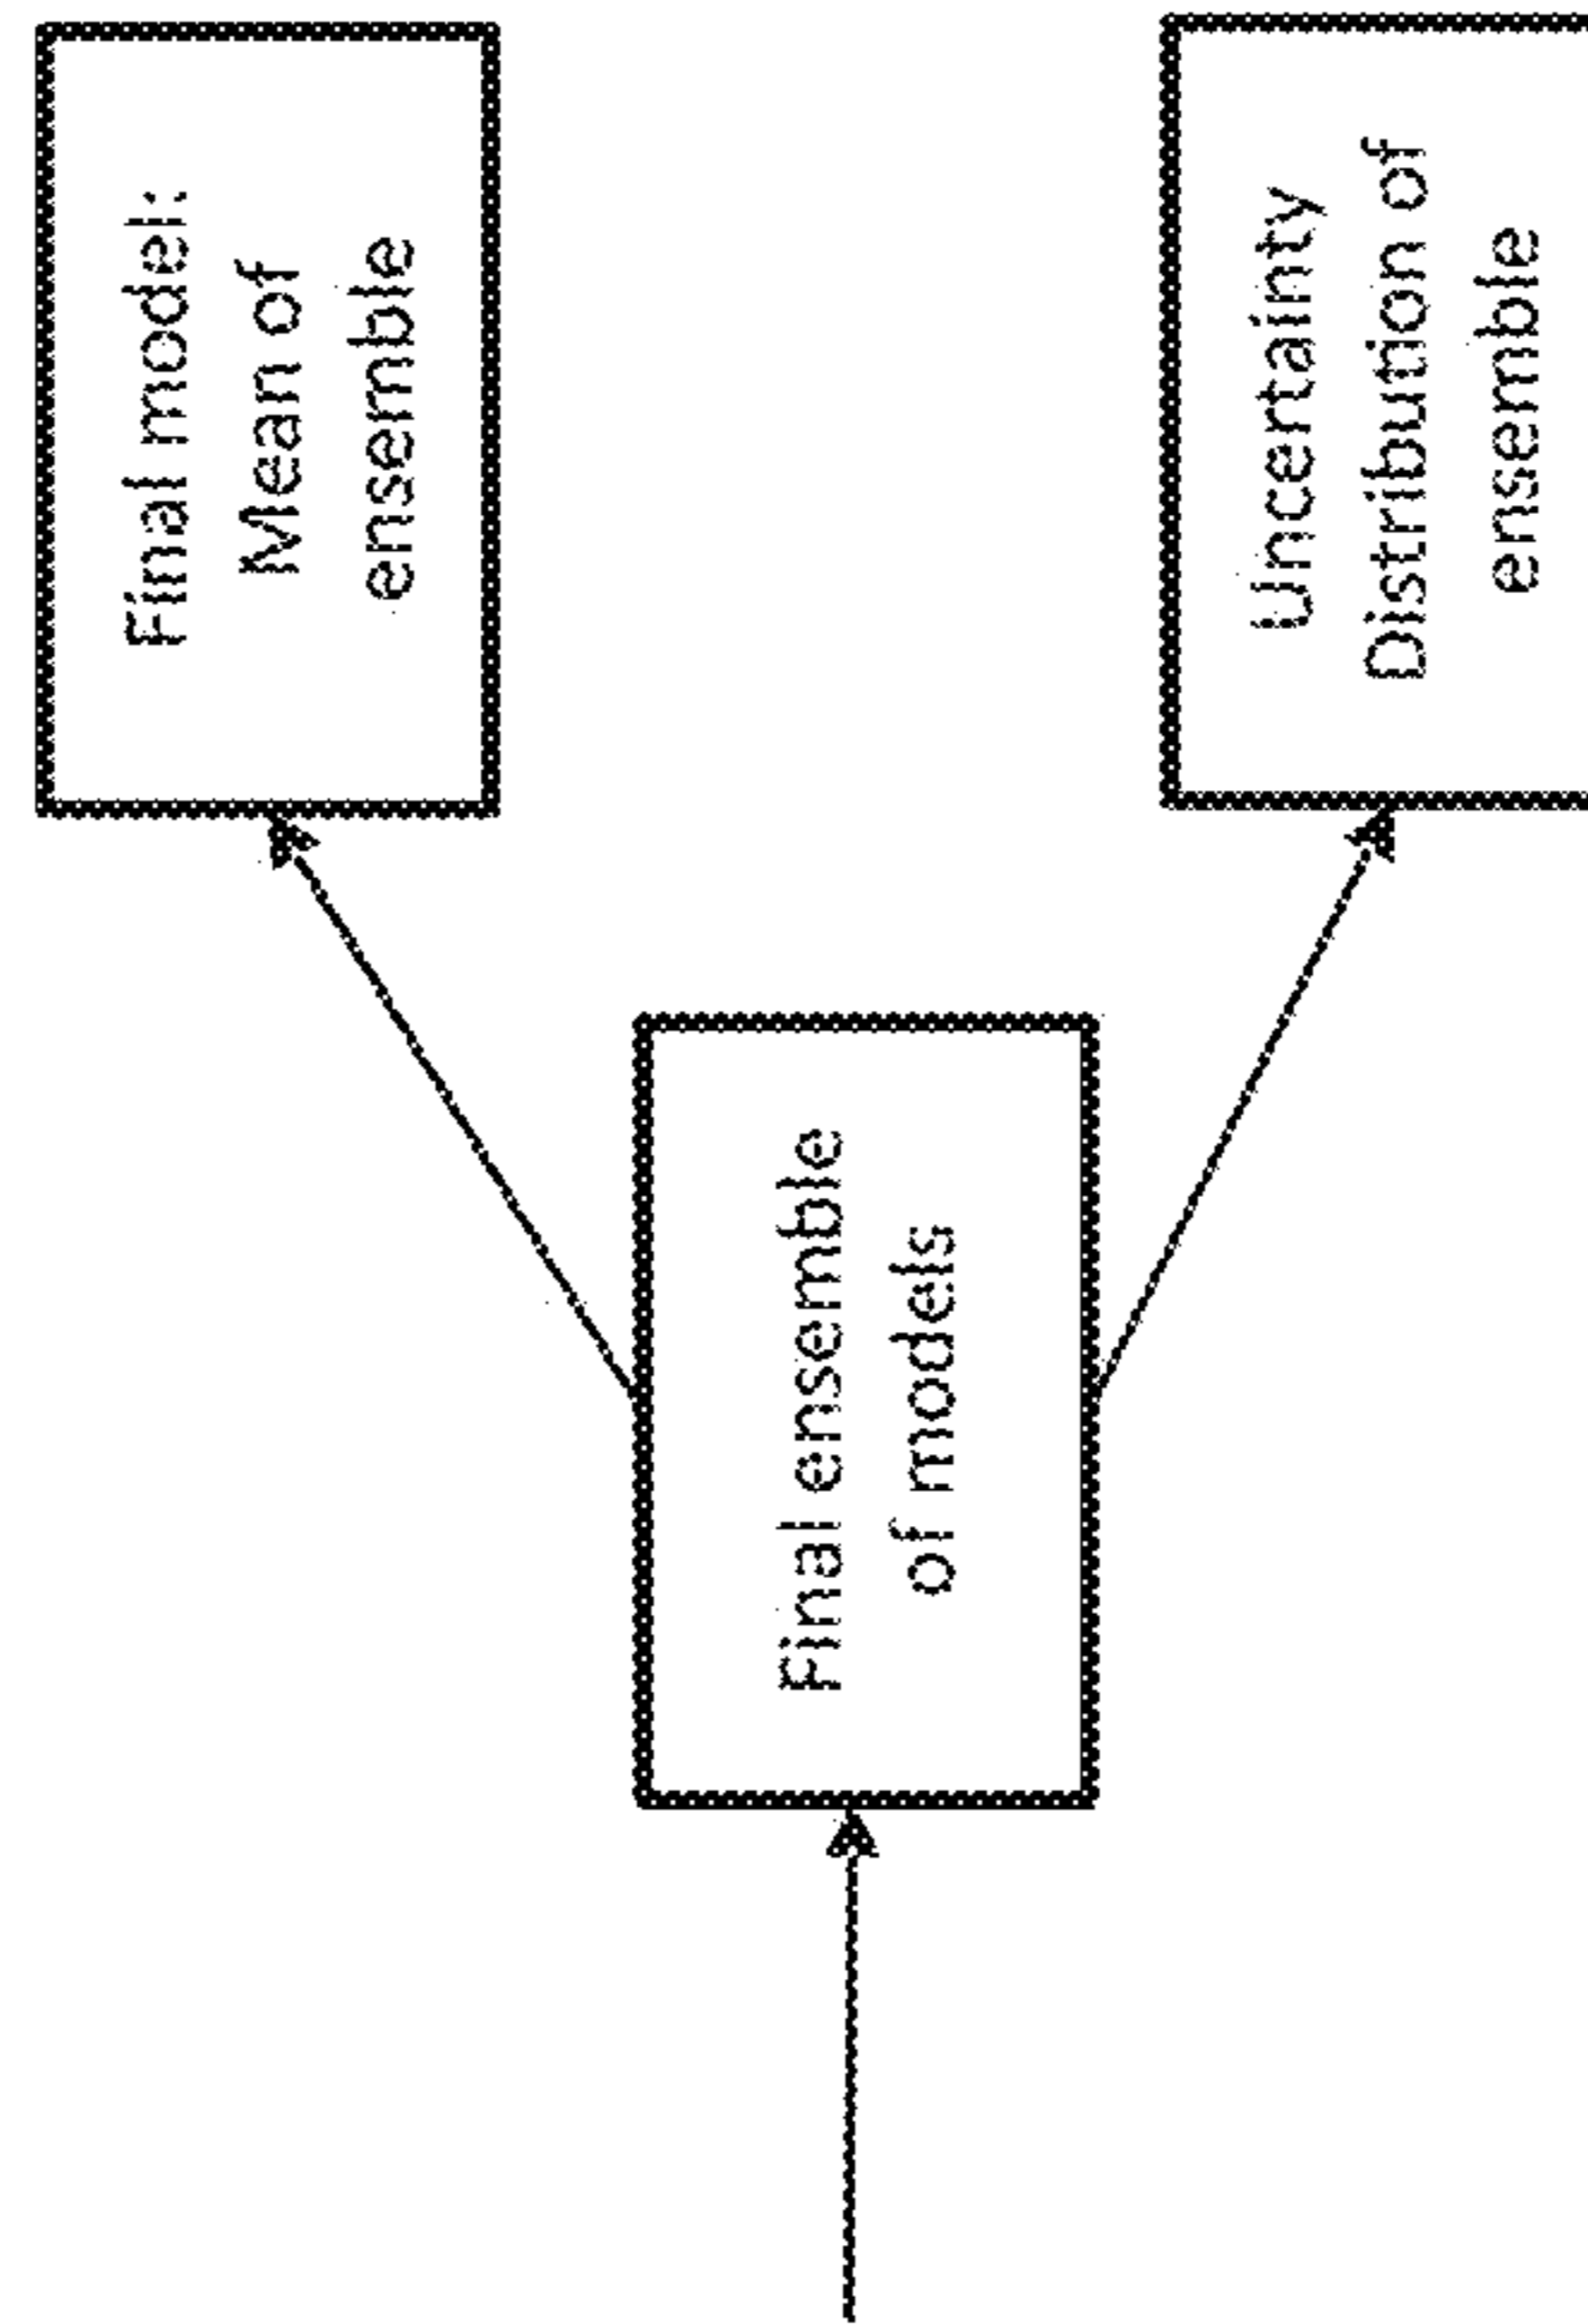 Final model:
Mean of
ensemble
Final ensemble
of models
Uncertainty
Distribution of
ensemble